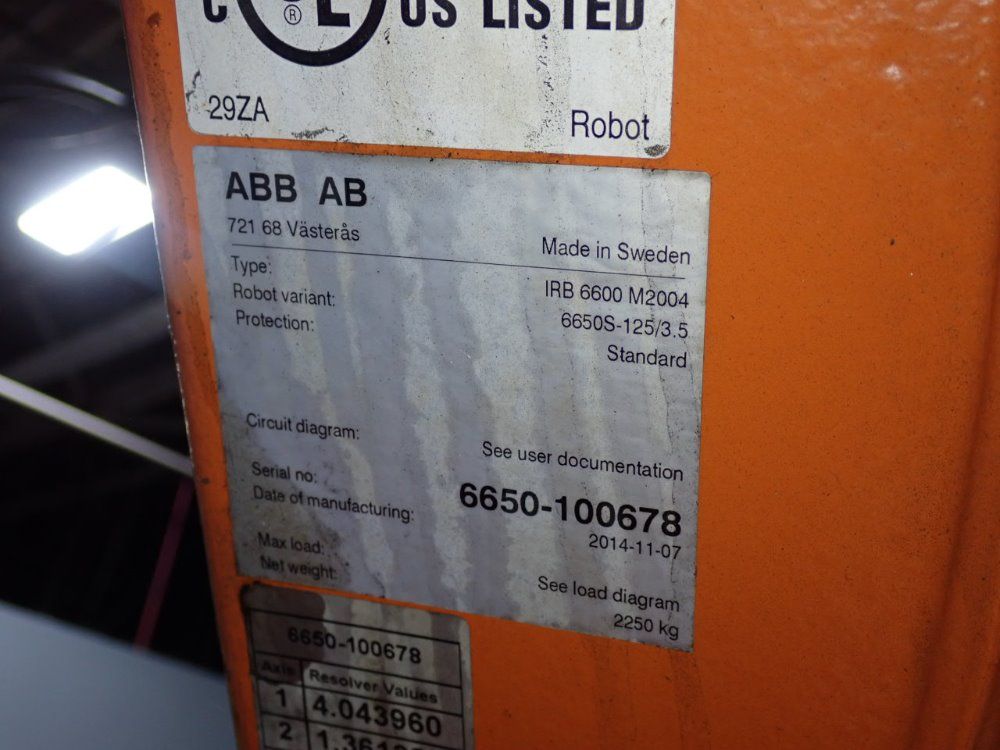 C UL ® US LISTED
29ZA
Robot
ABB AB
721 68 Västerås
Made in Sweden
Type:
IRB 6600 M2004
Robot variant:
6650S-125/3.5
Protection:
Standard
Circuit diagram:
See user documentation
Serial no:
6650-100678
Date of manufacturing:
2014-11-07
Max load:
See load diagram
Net weight:
2250 kg
6650-100678
Axis Resolver Values
1 4.043960
2